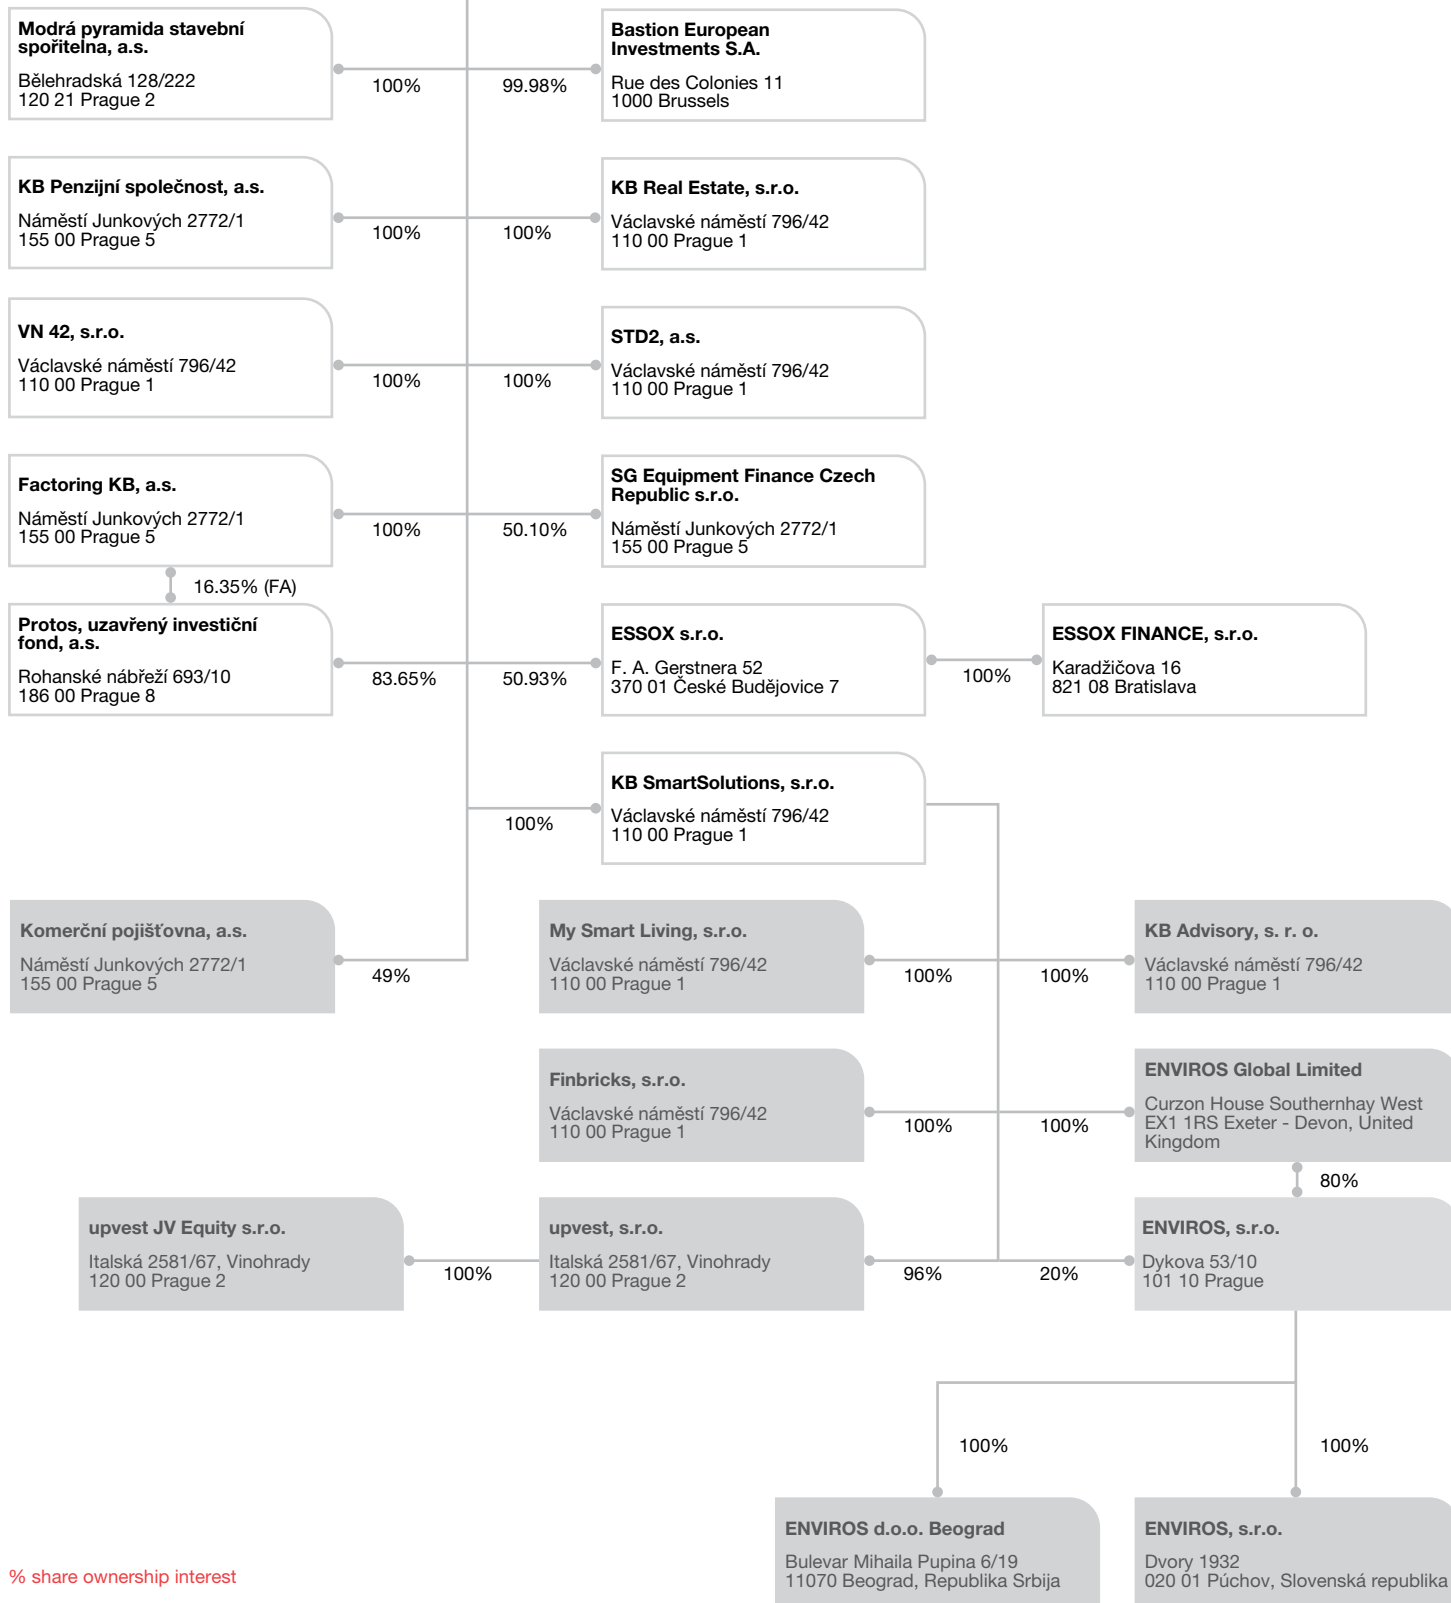 Modrá pyramida stavební
spořitelna, a.s.
Bělehradská 128/222
120 21 Prague 2
100%
99.98%
Bastion European
Investments S.A.
Rue des Colonies 11
1000 Brussels
KB Penzijní společnost, a.s.
Náměstí Junkových 2772/1
155 00 Prague 5
100%
100%
KB Real Estate, s.r.o.
Václavské náměstí 796/42
110 00 Prague 1
VN 42, s.r.o.
Václavské náměstí 796/42
110 00 Prague 1
100%
100%
STD2, a.s.
Václavské náměstí 796/42
110 00 Prague 1
Factoring KB, a.s.
Náměstí Junkových 2772/1
155 00 Prague 5
100%
50.10%
SG Equipment Finance Czech
Republic s.r.o.
Náměstí Junkových 2772/1
155 00 Prague 5
16.35% (FA)
Protos, uzavřený investiční
fond, a.s.
Rohanské nábřeží 693/10
186 00 Prague 8
83.65%
50.93%
ESSOX s.r.o.
F. A. Gerstnera 52
370 01 České Budějovice 7
100%
ESSOX FINANCE, s.r.o.
Karadžičova 16
821 08 Bratislava
100%
KB SmartSolutions, s.r.o.
Václavské náměstí 796/42
110 00 Prague 1
Komerční pojišťovna, a.s.
Náměstí Junkových 2772/1
155 00 Prague 5
49%
My Smart Living, s.r.o.
Václavské náměstí 796/42
110 00 Prague 1
100%
100%
KB Advisory, s. r. o.
Václavské náměstí 796/42
110 00 Prague 1
Finbricks, s.r.o.
Václavské náměstí 796/42
110 00 Prague 1
100%
100%
ENVIROS Global Limited
Curzon House Southernhay West
EX1 1RS Exeter - Devon, United
Kingdom
80%
upvest JV Equity s.r.o.
Italská 2581/67, Vinohrady
120 00 Prague 2
100%
upvest, s.r.o.
Italská 2581/67, Vinohrady
120 00 Prague 2
96%
20%
ENVIROS, s.r.o.
Dykova 53/10
101 10 Prague
100%
100%
ENVIROS d.o.o. Beograd
Bulevar Mihaila Pupina 6/19
11070 Beograd, Republika Srbija
ENVIROS, s.r.o.
Dvory 1932
020 01 Púchov, Slovenská republika
% share ownership interest